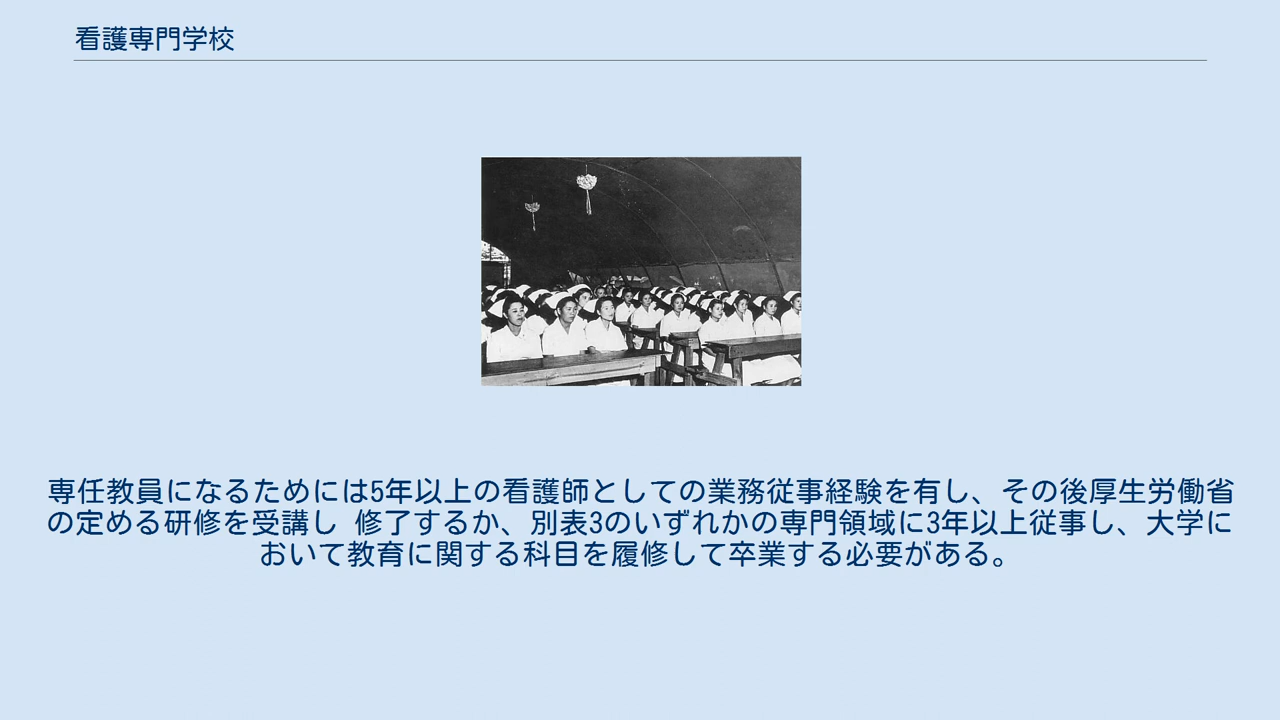 看護専門学校
専任教員になるためには5年以上の看護師としての業務従事経験を有し、その後厚生労働省
の定める研修を受講し 修了するか、別表3のいずれかの専門領域に3年以上従事し、大学に
おいて教育に関する科目を履修して卒業する必要がある。